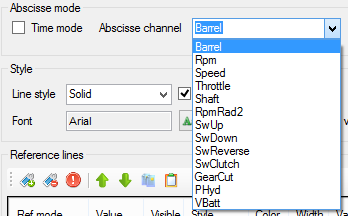 Abscisse mode
Time mode Abscisse channel Barrel
Barrel
Rpm
Speed
Throttle
Shaft
RpmRad2
SwUp
SwDown
SwReverse
SwClutch
GearCut
PHyd
VBatt
Style
Line style Solid
Font Arial
Reference lines
Ref mode Value Visible Style Color Width